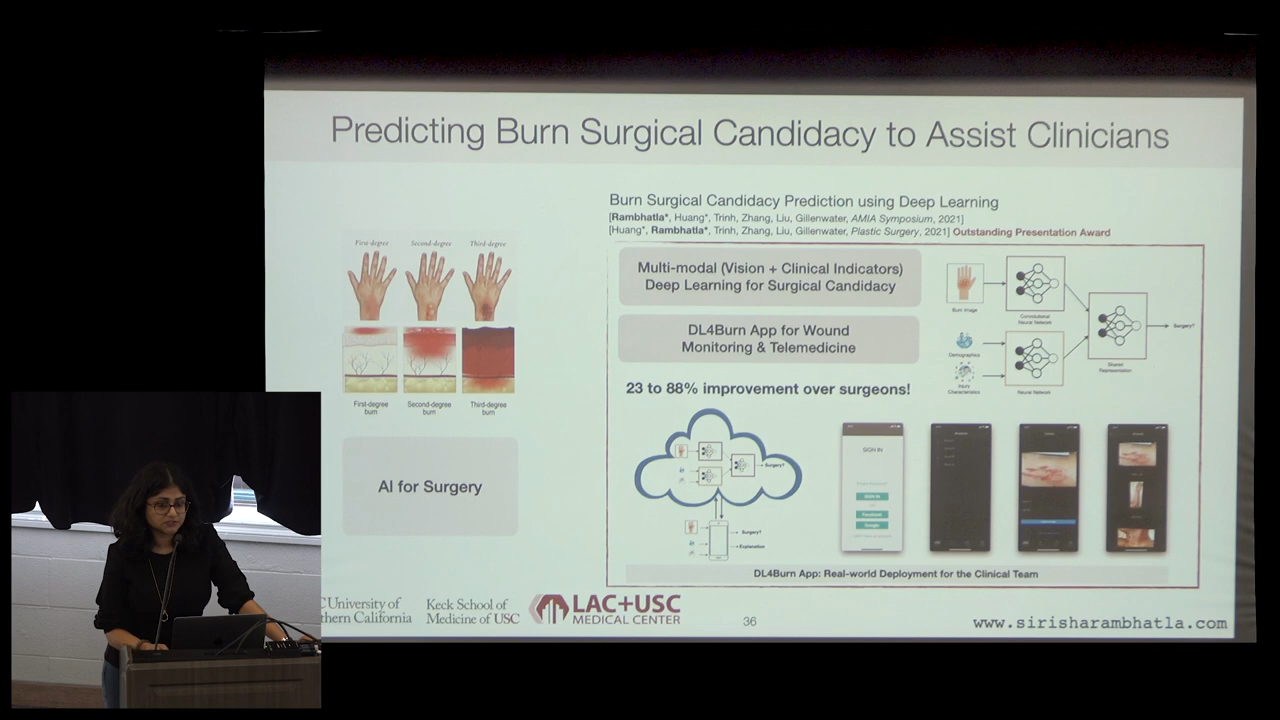 Predicting Burn Surgical Candidacy to Assist Clinicians
Burn Surgical Candidacy Prediction using Deep Learning
[Rambhatla*, Huang*, Trinh, Zhang, Liu, Gillenwater, AMIA Symposium, 2021]
[Huang*, Rambhatla*, Trinh, Zhang, Liu, Gillenwater, Plastic Surgery, 2021] Outstanding Presentation Award
First-degree Second-degree Third-degree
First-degree burn
Second-degree burn
Third-degree burn
AI for Surgery
Multi-modal (Vision + Clinical Indicators)
Deep Learning for Surgical Candidacy
DL4Burn App for Wound
Monitoring & Telemedicine
23 to 88% improvement over surgeons!
Burn Image
Convolutional
Neural Network
Demographics
Injury
Characteristics
Neural Network
Shared
Representation
Surgery?
Surgery?
Surgery?
Explanation
SIGN IN
SIGN IN
Facebook
Google
DL4Burn App: Real-world Deployment for the Clinical Team
University of
thern California
Keck School of
Medicine of USC
LAC+USC
MEDICAL CENTER
36
www.sirisharambhatla.com